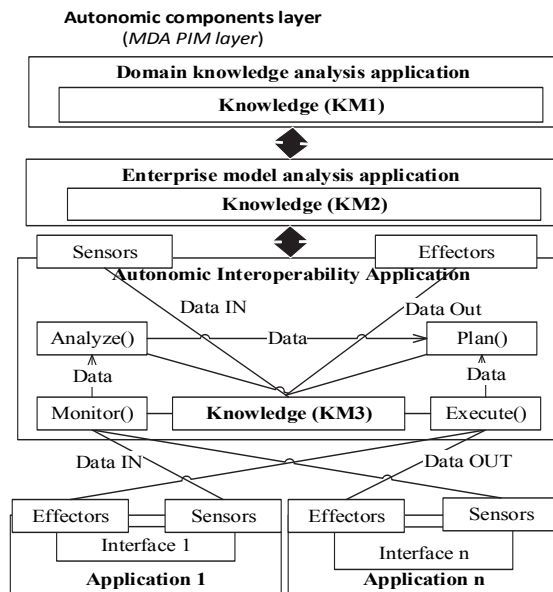 Autonomic components layer
(MDA PIM layer)
Domain knowledge analysis application
Knowledge (KM1)
Enterprise model analysis application
Knowledge (KM2)
Sensors
Effectors
Autonomic Interoperability Application
Data IN
Data Out
Analyze()
Data
Plan()
Data
Data
Monitor()
Knowledge (KM3)
Execute()
Data IN
Data OUT
Effectors
Sensors
Effectors
Sensors
Interface 1
Interface n
Application 1
Application n